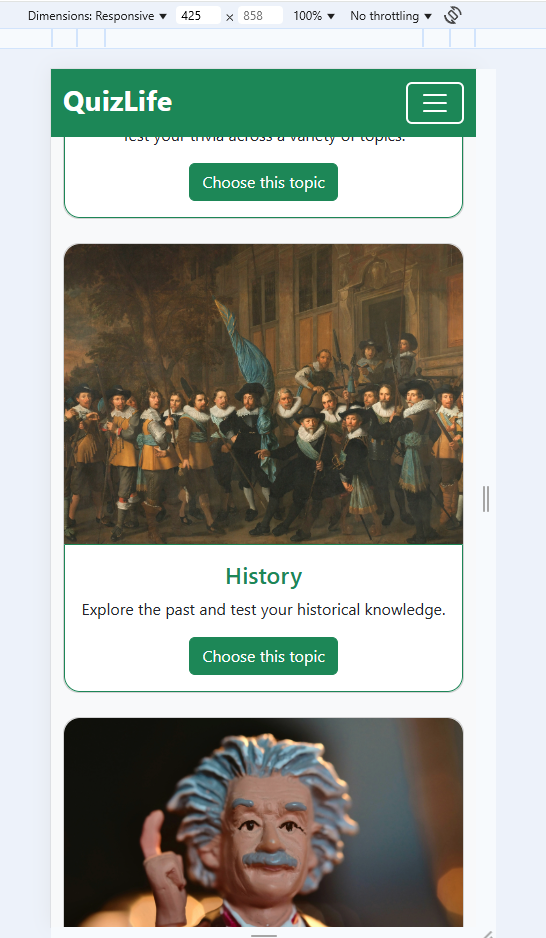 Dimensions: Responsive ▼ 425 × 858 100% ▼ No throttling ▼
QuizLife
Test your trivia across a variety of topics.
Choose this topic
History
Explore the past and test your historical knowledge.
Choose this topic